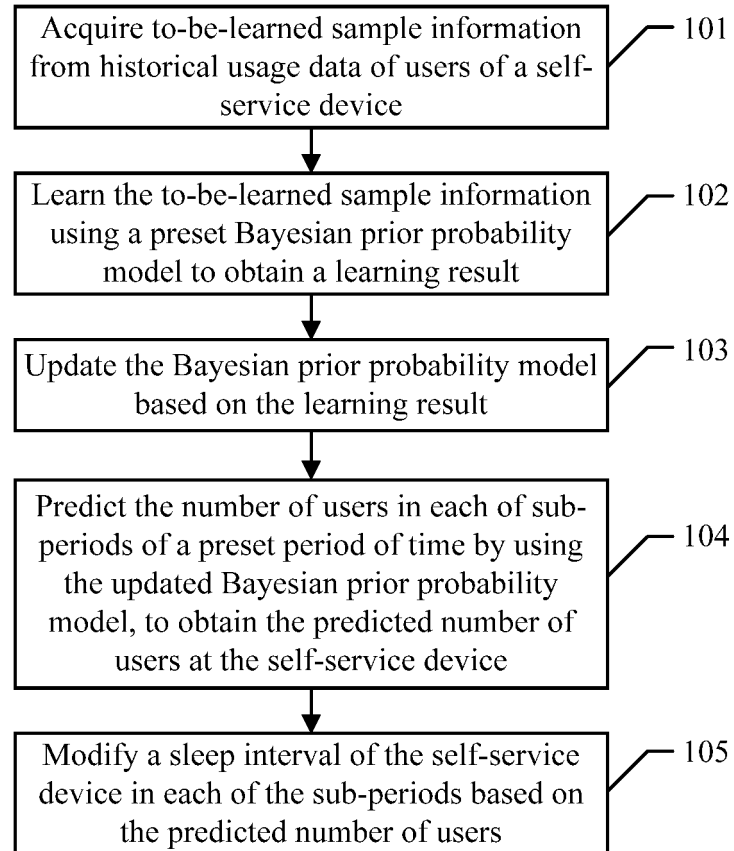 Acquire to-be-learned sample information
from historical usage data of users of a self-
service device
101
Learn the to-be-learned sample information
using a preset Bayesian prior probability
model to obtain a learning result
102
Update the Bayesian prior probability model
based on the learning result
103
Predict the number of users in each of sub-
periods of a preset period of time by using
the updated Bayesian prior probability
model, to obtain the predicted number of
users at the self-service device
104
Modify a sleep interval of the self-service
device in each of the sub-periods based on
the predicted number of users
105